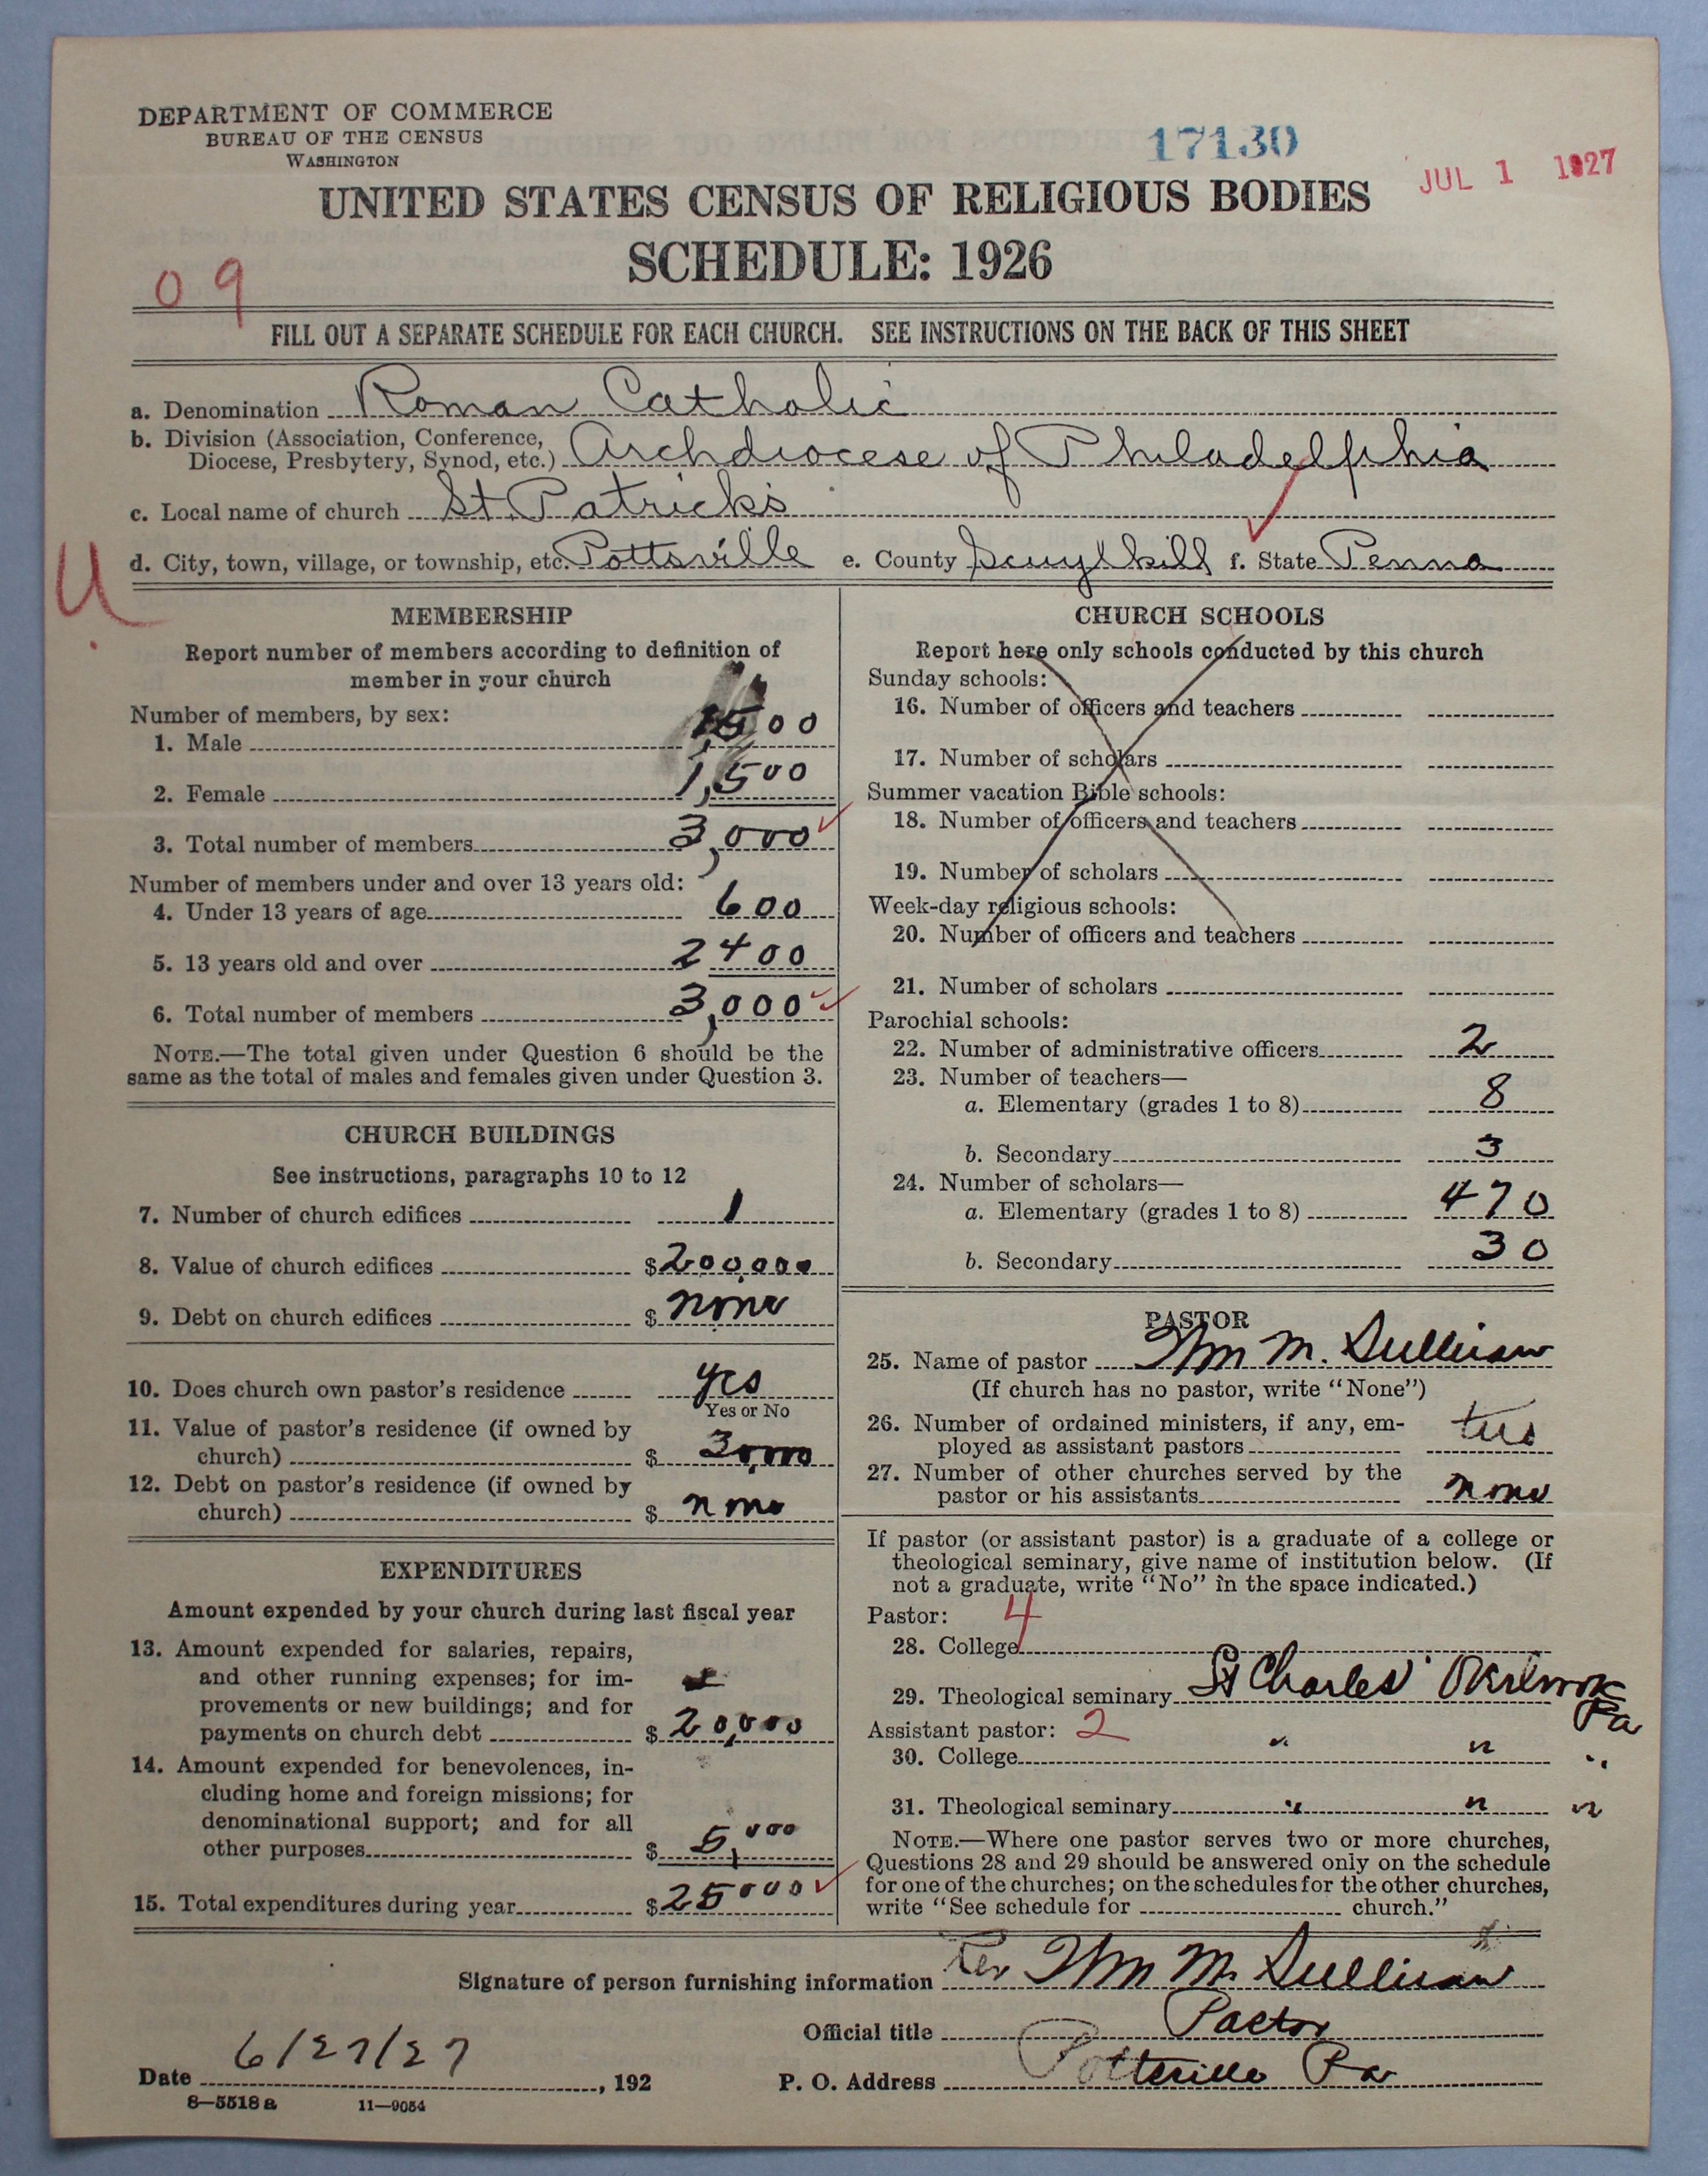 DEPARTMENT OF COMMERCE
BUREAU OF THE CENSUS
WASHINGTON
17130
JUL 1 1927
UNITED STATES CENSUS OF RELIGIOUS BODIES
SCHEDULE: 1926
09
FILL OUT A SEPARATE SCHEDULE FOR EACH CHURCH. SEE INSTRUCTIONS ON THE BACK OF THIS SHEET
a. Denomination Roman Catholic
b. Division (Association, Conference, Diocese, Presbytery, Synod, etc.) Archdiocese of Philadelphia
c. Local name of church St. Patrick's
U
d. City, town, village, or township, etc. Pottsville e. County Scuylkill f. State Penna
MEMBERSHIP
Report number of members according to definition of
member in your church
Number of members, by sex:
1. Male 1,500
2. Female 1,500
3. Total number of members 3,000
Number of members under and over 13 years old:
4. Under 13 years of age 600
5. 13 years old and over 2400
6. Total number of members 3,000
NOTE.—The total given under Question 6 should be the
same as the total of males and females given under Question 3.
CHURCH BUILDINGS
See instructions, paragraphs 10 to 12
7. Number of church edifices 1
8. Value of church edifices $200,000
9. Debt on church edifices $ none
10. Does church own pastor's residence yes
Yes or No
11. Value of pastor's residence (if owned by
church) $ 30,000
12. Debt on pastor's residence (if owned by
church) $ none
EXPENDITURES
Amount expended by your church during last fiscal year
13. Amount expended for salaries, repairs,
and other running expenses; for im-
provements or new buildings; and for
payments on church debt $ 20,000
14. Amount expended for benevolences, in-
cluding home and foreign missions; for
denominational support; and for all
other purposes $ 5,000
15. Total expenditures during year $25000
CHURCH SCHOOLS
Report here only schools conducted by this church
Sunday schools:
16. Number of officers and teachers
17. Number of scholars
Summer vacation Bible schools:
18. Number of officers and teachers
19. Number of scholars
Week-day religious schools:
20. Number of officers and teachers
21. Number of scholars
Parochial schools:
22. Number of administrative officers 2
23. Number of teachers—
a. Elementary (grades 1 to 8) 8
b. Secondary 3
24. Number of scholars—
a. Elementary (grades 1 to 8) 470
b. Secondary 30
PASTOR
25. Name of pastor Wm M. Sullivan
(If church has no pastor, write "None")
26. Number of ordained ministers, if any, em-
ployed as assistant pastors two
27. Number of other churches served by the
pastor or his assistants none
If pastor (or assistant pastor) is a graduate of a college or
theological seminary, give name of institution below. (If
not a graduate, write "No" in the space indicated.)
Pastor: 4
28. College
29. Theological seminary St Charles' Overbrook Pa
Assistant pastor: 2
30. College " " "
31. Theological seminary " " "
NOTE.—Where one pastor serves two or more churches,
Questions 28 and 29 should be answered only on the schedule
for one of the churches; on the schedules for the other churches,
write "See schedule for church."
Signature of person furnishing information Rev Wm M. Sullivan
Official title Pastor
Date 6/27/27, 192
P. O. Address Pottsville Pa
8—5518a 11—9054